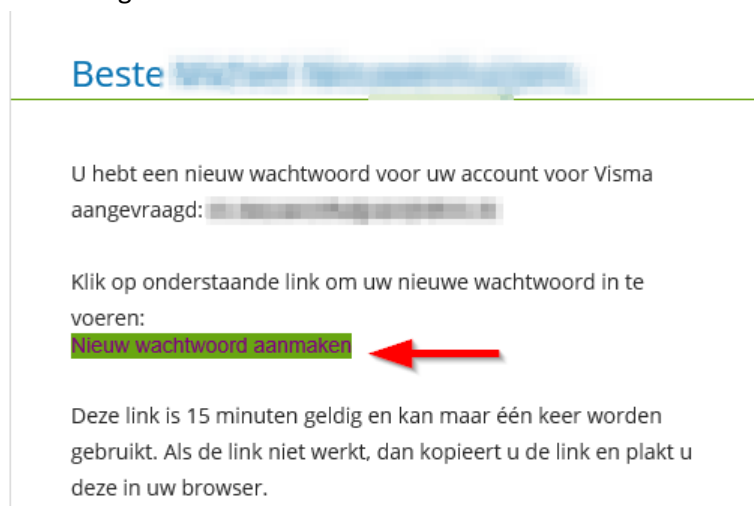 Beste
U hebt een nieuw wachtwoord voor uw account voor Visma
aangevraagd:
Klik op onderstaande link om uw nieuwe wachtwoord in te
voeren:
Nieuw wachtwoord aanmaken
Deze link is 15 minuten geldig en kan maar één keer worden
gebruikt. Als de link niet werkt, dan kopieert u de link en plakt u
deze in uw browser.